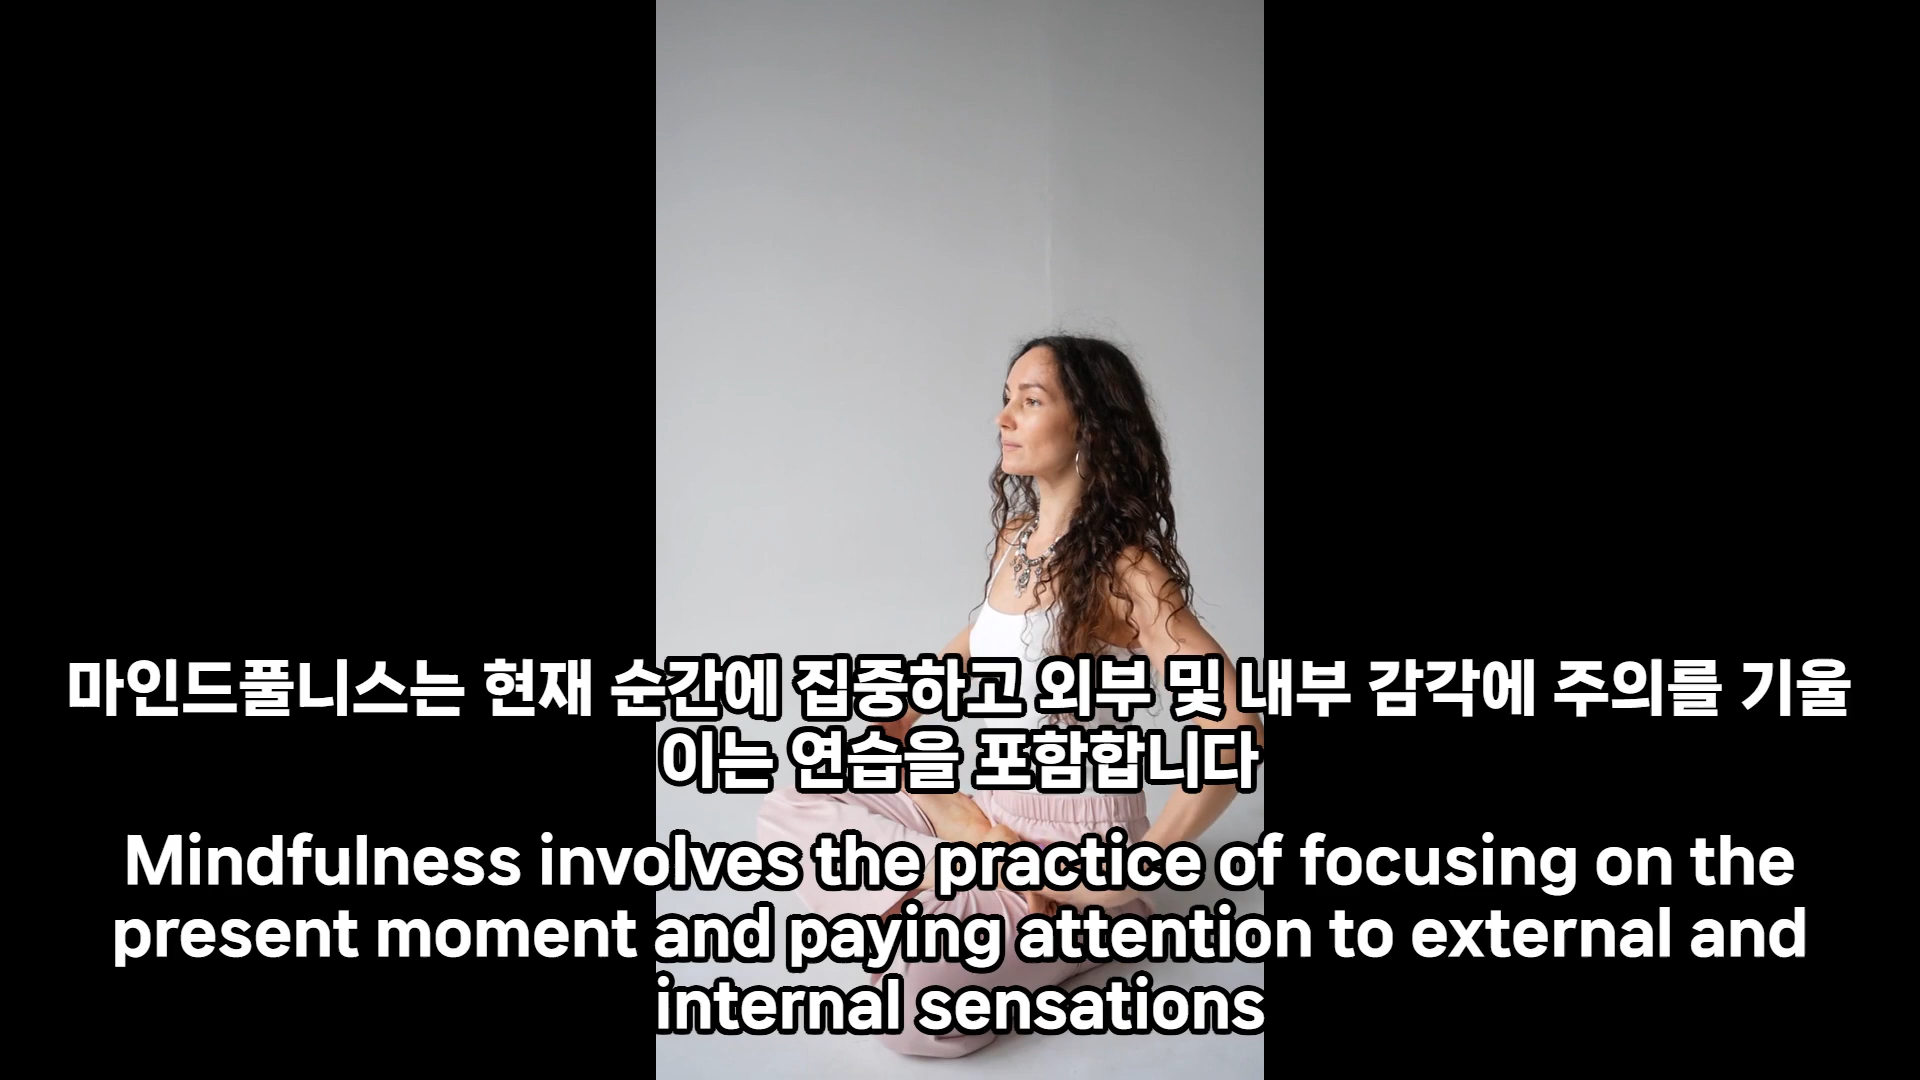 마인드풀니스는 현재 순간에 집중하고 외부 및 내부 감각에 주의를 기울
이는 연습을 포함합니다
Mindfulness involves the practice of focusing on the
present moment and paying attention to external and
internal sensations